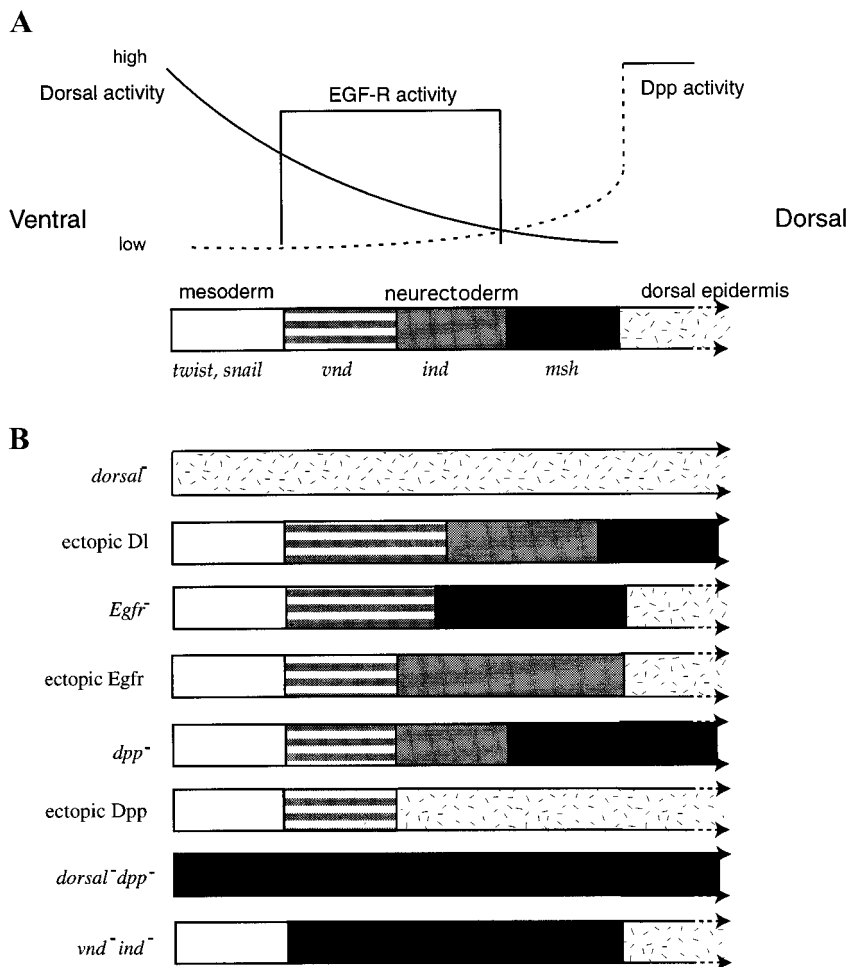 A
high
Dorsal activity
EGF-R activity
Dpp activity
Ventral
Dorsal
low
mesoderm neurectoderm dorsal epidermis
twist, snail vnd ind msh
B
dorsal-
ectopic Dl
Egfr-
ectopic Egfr
dpp-
ectopic Dpp
dorsal- dpp-
vnd- ind-